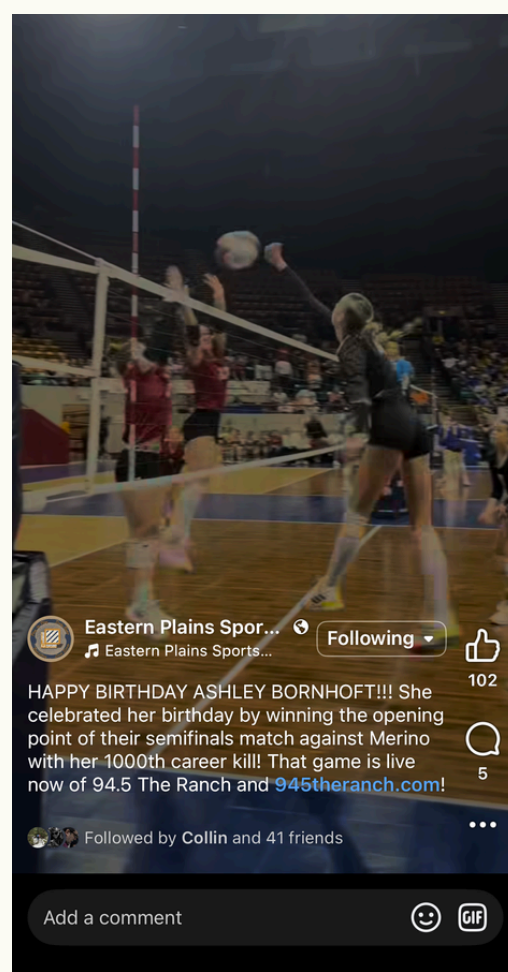 Eastern Plains Spor...
Following
Eastern Plains Sports...
102
HAPPY BIRTHDAY ASHLEY BORNHOFT!!! She
celebrated her birthday by winning the opening
point of their semifinals match against Merino
with her 1000th career kill! That game is live
now of 94.5 The Ranch and 945theranch.com!
5
Followed by Collin and 41 friends
Add a comment
GIF